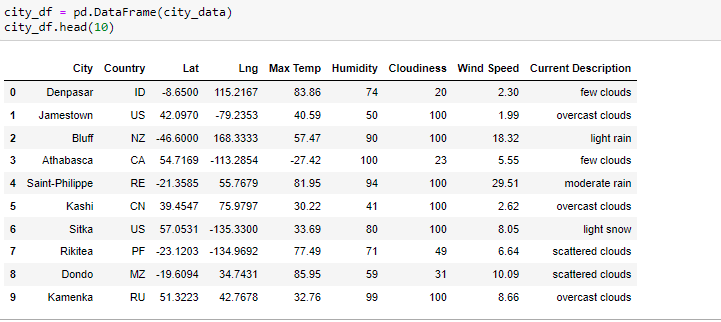 city_df = pd.DataFrame(city_data)
city_df.head(10)
City Country Lat Lng Max Temp Humidity Cloudiness Wind Speed Current Description
0 Denpasar ID -8.6500 115.2167 83.86 74 20 2.30 few clouds
1 Jamestown US 42.0970 -79.2353 40.59 50 100 1.99 overcast clouds
2 Bluff NZ -46.6000 168.3333 57.47 90 100 18.32 light rain
3 Athabasca CA 54.7169 -113.2854 -27.42 100 23 5.55 few clouds
4 Saint-Philippe RE -21.3585 55.7679 81.95 94 100 29.51 moderate rain
5 Kashi CN 39.4547 75.9797 30.22 41 100 2.62 overcast clouds
6 Sitka US 57.0531 -135.3300 33.69 80 100 8.05 light snow
7 Rikitea PF -23.1203 -134.9692 77.49 71 49 6.64 scattered clouds
8 Dondo MZ -19.6094 34.7431 85.95 59 31 10.09 scattered clouds
9 Kamenka RU 51.3223 42.7678 32.76 99 100 8.66 overcast clouds